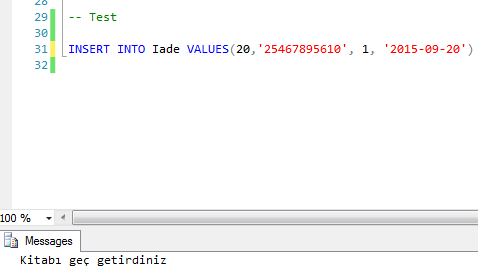 28
29 -- Test
30
31 INSERT INTO Iade VALUES(20,'25467895610', 1, '2015-09-20')
32
100 %
Messages
Kitabı geç getirdiniz